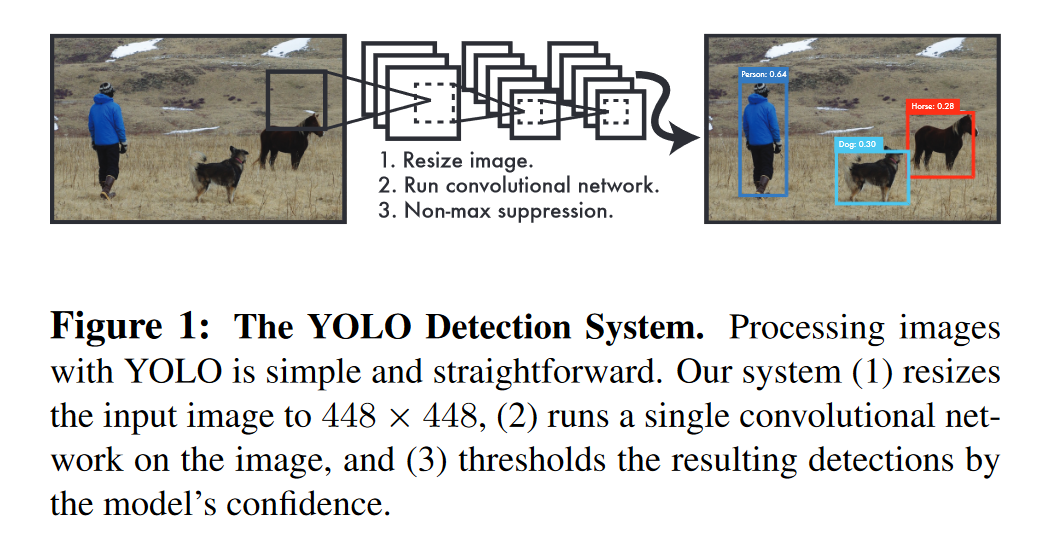 Person: 0.64
Horse: 0.28
Dog: 0.30
1. Resize image.
2. Run convolutional network.
3. Non-max suppression.
Figure 1: The YOLO Detection System. Processing images
with YOLO is simple and straightforward. Our system (1) resizes
the input image to 448 × 448, (2) runs a single convolutional net-
work on the image, and (3) thresholds the resulting detections by
the model’s confidence.